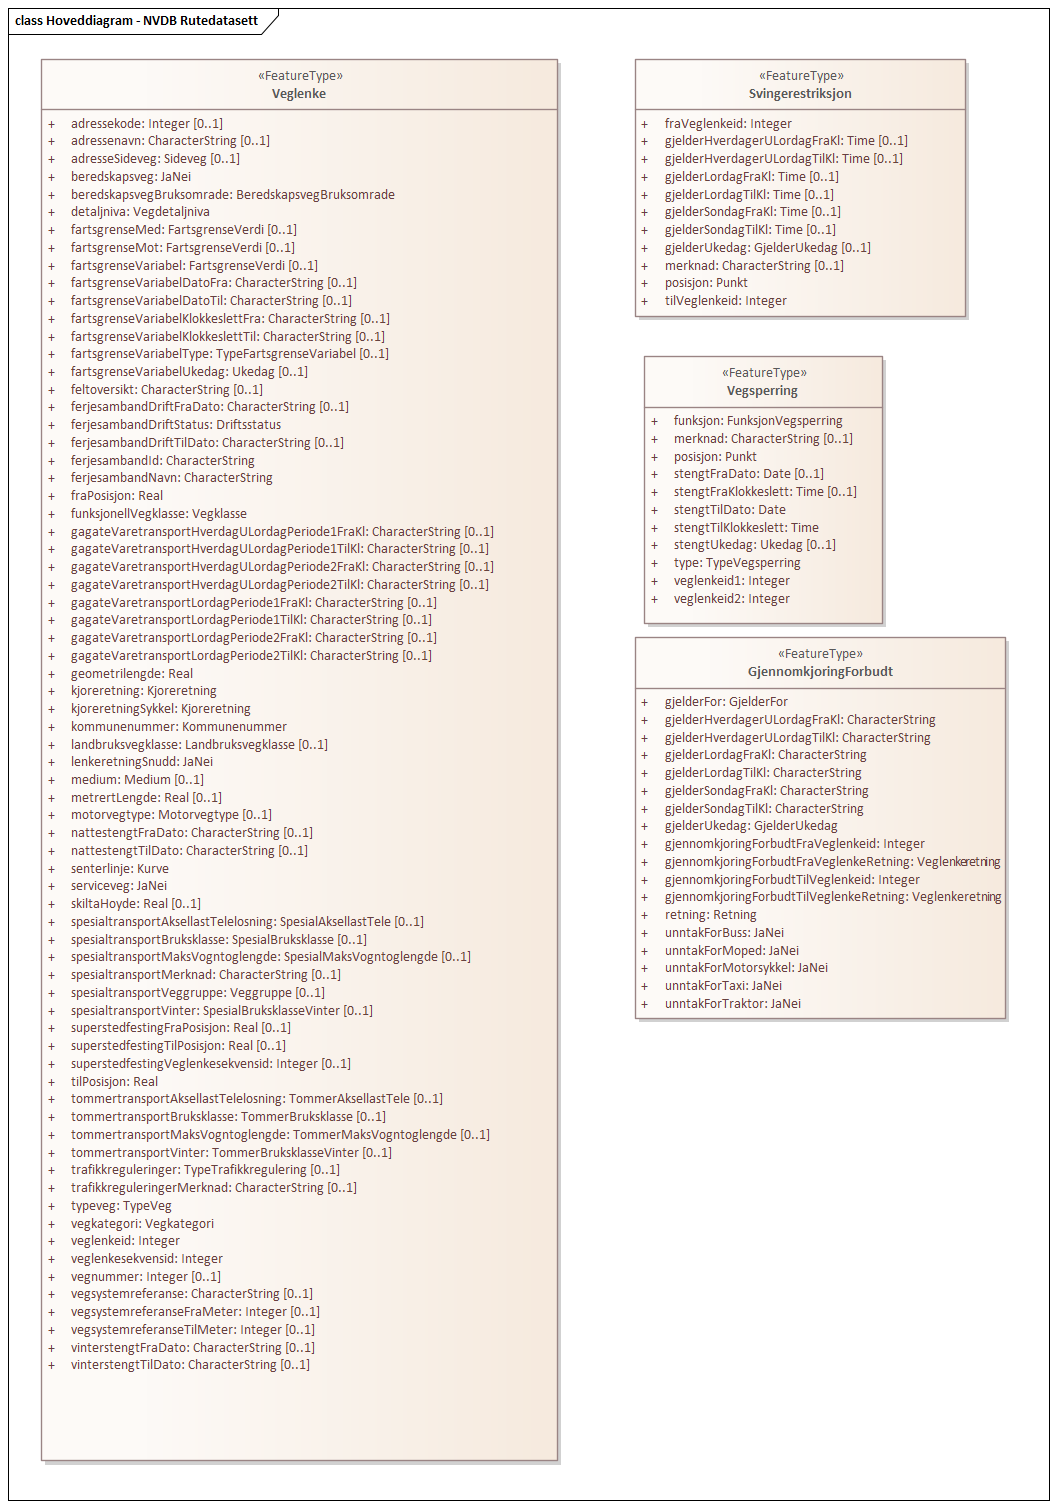 class Hoveddiagram - NVDB Rutedatasett
«FeatureType»
Veglenke
+ adressekode: Integer [0..1]
+ adressenavn: CharacterString [0..1]
+ adresseSideveg: Sideveg [0..1]
+ beredskapsveg: JaNei
+ beredskapsvegBruksomrade: BeredskapsvegBruksomrade
+ detaljniva: Vegdetaljniva
+ fartsgrenseMed: FartsgrenseVerdi [0..1]
+ fartsgrenseMot: FartsgrenseVerdi [0..1]
+ fartsgrenseVariabel: FartsgrenseVerdi [0..1]
+ fartsgrenseVariabelDatoFra: CharacterString [0..1]
+ fartsgrenseVariabelDatoTil: CharacterString [0..1]
+ fartsgrenseVariabelKlokkeslettFra: CharacterString [0..1]
+ fartsgrenseVariabelKlokkeslettTil: CharacterString [0..1]
+ fartsgrenseVariabelType: TypeFartsgrenseVariabel [0..1]
+ fartsgrenseVariabelUkedag: Ukedag [0..1]
+ feltoversikt: CharacterString [0..1]
+ ferjesambandDriftFraDato: CharacterString [0..1]
+ ferjesambandDriftStatus: Driftsstatus
+ ferjesambandDriftTilDato: CharacterString [0..1]
+ ferjesambandId: CharacterString
+ ferjesambandNavn: CharacterString
+ fraPosisjon: Real
+ funksjonellVegklasse: Vegklasse
+ gagateVaretransportHverdagULordagPeriode1FraKl: CharacterString [0..1]
+ gagateVaretransportHverdagULordagPeriode1TilKl: CharacterString [0..1]
+ gagateVaretransportHverdagULordagPeriode2FraKl: CharacterString [0..1]
+ gagateVaretransportHverdagULordagPeriode2TilKl: CharacterString [0..1]
+ gagateVaretransportLordagPeriode1FraKl: CharacterString [0..1]
+ gagateVaretransportLordagPeriode1TilKl: CharacterString [0..1]
+ gagateVaretransportLordagPeriode2FraKl: CharacterString [0..1]
+ gagateVaretransportLordagPeriode2TilKl: CharacterString [0..1]
+ geometrilengde: Real
+ kjoreretning: Kjoreretning
+ kjoreretningSykkel: Kjoreretning
+ kommunenummer: Kommunenummer
+ landbruksvegklasse: Landbruksvegklasse [0..1]
+ lenkeretningSnudd: JaNei
+ medium: Medium [0..1]
+ metrertLengde: Real [0..1]
+ motorvegtype: Motorvegtype [0..1]
+ nattestengtFraDato: CharacterString [0..1]
+ nattestengtTilDato: CharacterString [0..1]
+ senterlinje: Kurve
+ serviceveg: JaNei
+ skiltaHoyde: Real [0..1]
+ spesialtransportAksellastTelelosning: SpesialAksellastTele [0..1]
+ spesialtransportBruksklasse: SpesialBruksklasse [0..1]
+ spesialtransportMaksVogntoglengde: SpesialMaksVogntoglengde [0..1]
+ spesialtransportMerknad: CharacterString [0..1]
+ spesialtransportVeggruppe: Veggruppe [0..1]
+ spesialtransportVinter: SpesialBruksklasseVinter [0..1]
+ superstedfestingFraPosisjon: Real [0..1]
+ superstedfestingTilPosisjon: Real [0..1]
+ superstedfestingVeglenkesekvensid: Integer [0..1]
+ tilPosisjon: Real
+ tommertransportAksellastTelelosning: TommerAksellastTele [0..1]
+ tommertransportBruksklasse: TommerBruksklasse [0..1]
+ tommertransportMaksVogntoglengde: TommerMaksVogntoglengde [0..1]
+ tommertransportVinter: TommerBruksklasseVinter [0..1]
+ trafikkreguleringer: TypeTrafikkregulering [0..1]
+ trafikkreguleringerMerknad: CharacterString [0..1]
+ typeveg: TypeVeg
+ vegkategori: Vegkategori
+ veglenkeid: Integer
+ veglenkesekvensid: Integer
+ vegnummer: Integer [0..1]
+ vegsystemreferanse: CharacterString [0..1]
+ vegsystemreferanseFraMeter: Integer [0..1]
+ vegsystemreferanseTilMeter: Integer [0..1]
+ vinterstengtFraDato: CharacterString [0..1]
+ vinterstengtTilDato: CharacterString [0..1]
«FeatureType»
Svingerestriksjon
+ fraVeglenkeid: Integer
+ gjelderHverdagerULordagFraKl: Time [0..1]
+ gjelderHverdagerULordagTilKl: Time [0..1]
+ gjelderLordagFraKl: Time [0..1]
+ gjelderLordagTilKl: Time [0..1]
+ gjelderSondagFraKl: Time [0..1]
+ gjelderSondagTilKl: Time [0..1]
+ gjelderUkedag: GjelderUkedag [0..1]
+ merknad: CharacterString [0..1]
+ posisjon: Punkt
+ tilVeglenkeid: Integer
«FeatureType»
Vegsperring
+ funksjon: FunksjonVegsperring
+ merknad: CharacterString [0..1]
+ posisjon: Punkt
+ stengtFraDato: Date [0..1]
+ stengtFraKlokkeslett: Time [0..1]
+ stengtTilDato: Date
+ stengtTilKlokkeslett: Time
+ stengtUkedag: Ukedag [0..1]
+ type: TypeVegsperring
+ veglenkeid1: Integer
+ veglenkeid2: Integer
«FeatureType»
GjennomkjoringForbudt
+ gjelderFor: GjelderFor
+ gjelderHverdagerULordagFraKl: CharacterString
+ gjelderHverdagerULordagTilKl: CharacterString
+ gjelderLordagFraKl: CharacterString
+ gjelderLordagTilKl: CharacterString
+ gjelderSondagFraKl: CharacterString
+ gjelderSondagTilKl: CharacterString
+ gjelderUkedag: GjelderUkedag
+ gjennomkjoringForbudtFraVeglenkeid: Integer
+ gjennomkjoringForbudtFraVeglenkeRetning: Veglenkeretning
+ gjennomkjoringForbudtTilVeglenkeid: Integer
+ gjennomkjoringForbudtTilVeglenkeRetning: Veglenkeretning
+ retning: Retning
+ unntakForBuss: JaNei
+ unntakForMoped: JaNei
+ unntakForMotorsykkel: JaNei
+ unntakForTaxi: JaNei
+ unntakForTraktor: JaNei